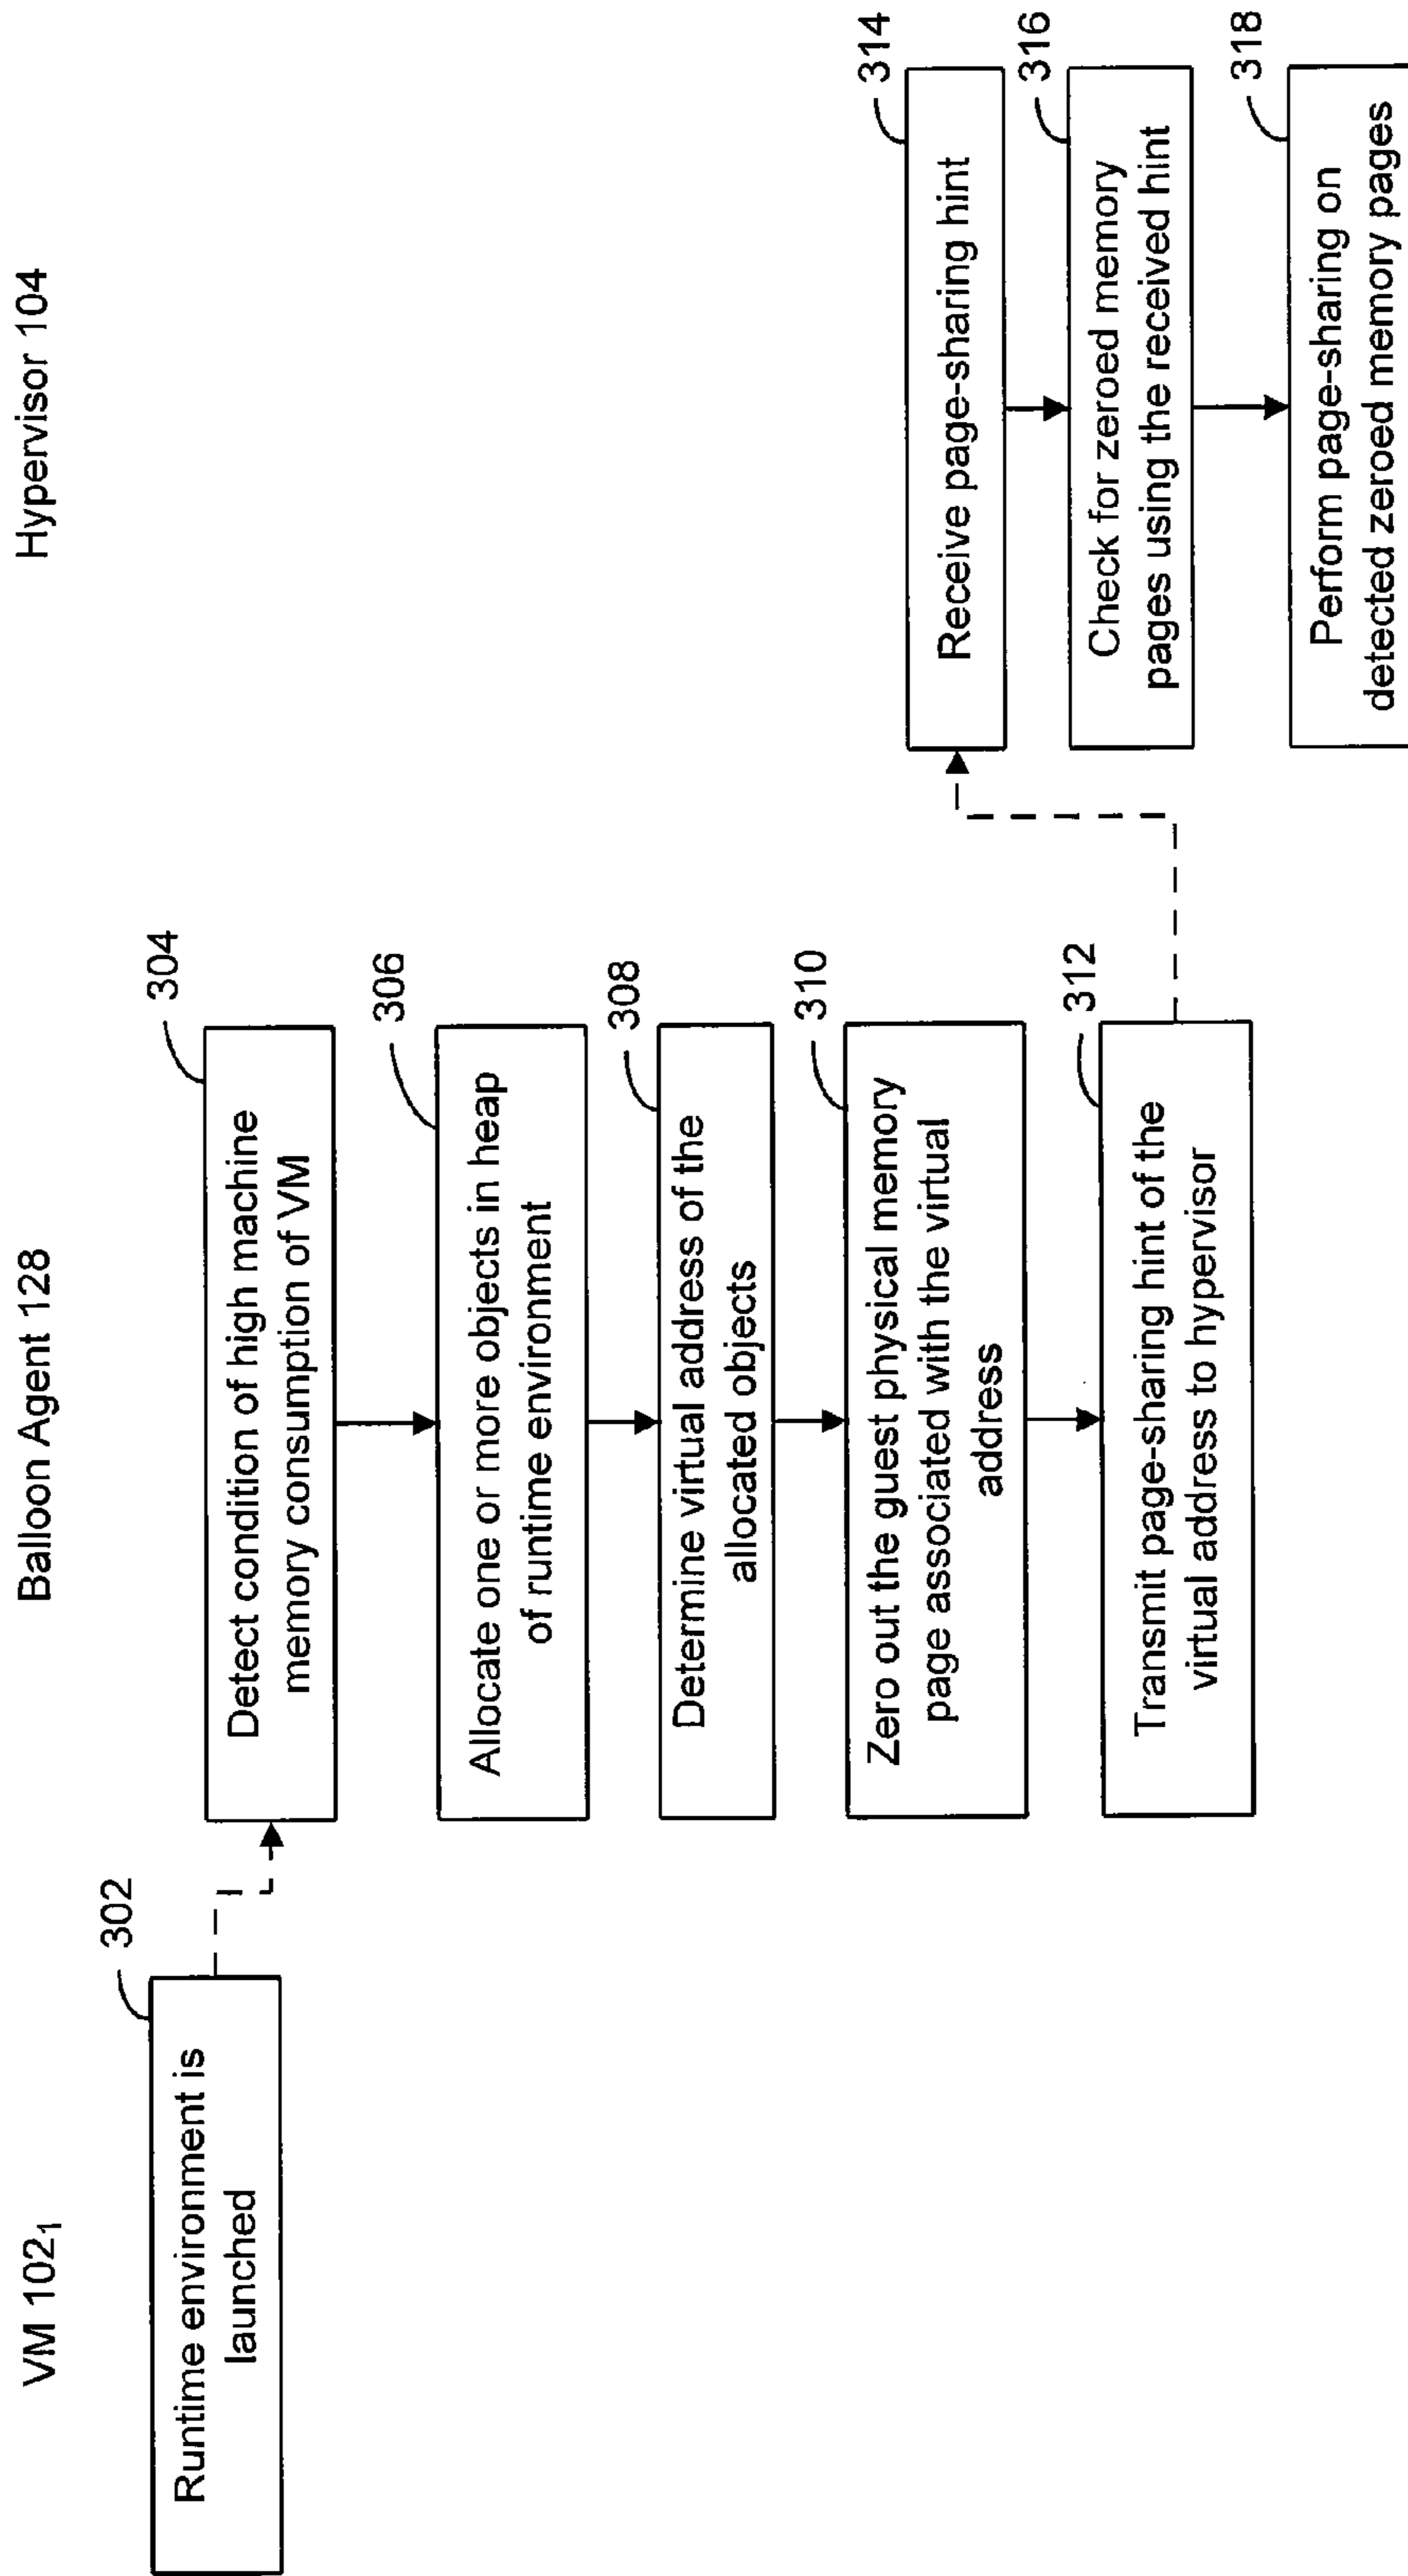 VM 102₁
Balloon Agent 128
Hypervisor 104
302
Runtime environment is
launched
304
Detect condition of high machine
memory consumption of VM
306
Allocate one or more objects in heap
of runtime environment
308
Determine virtual address of the
allocated objects
310
Zero out the guest physical memory
page associated with the virtual
address
312
Transmit page-sharing hint of the
virtual address to hypervisor
314
Receive page-sharing hint
316
Check for zeroed memory
pages using the received hint
318
Perform page-sharing on
detected zeroed memory pages